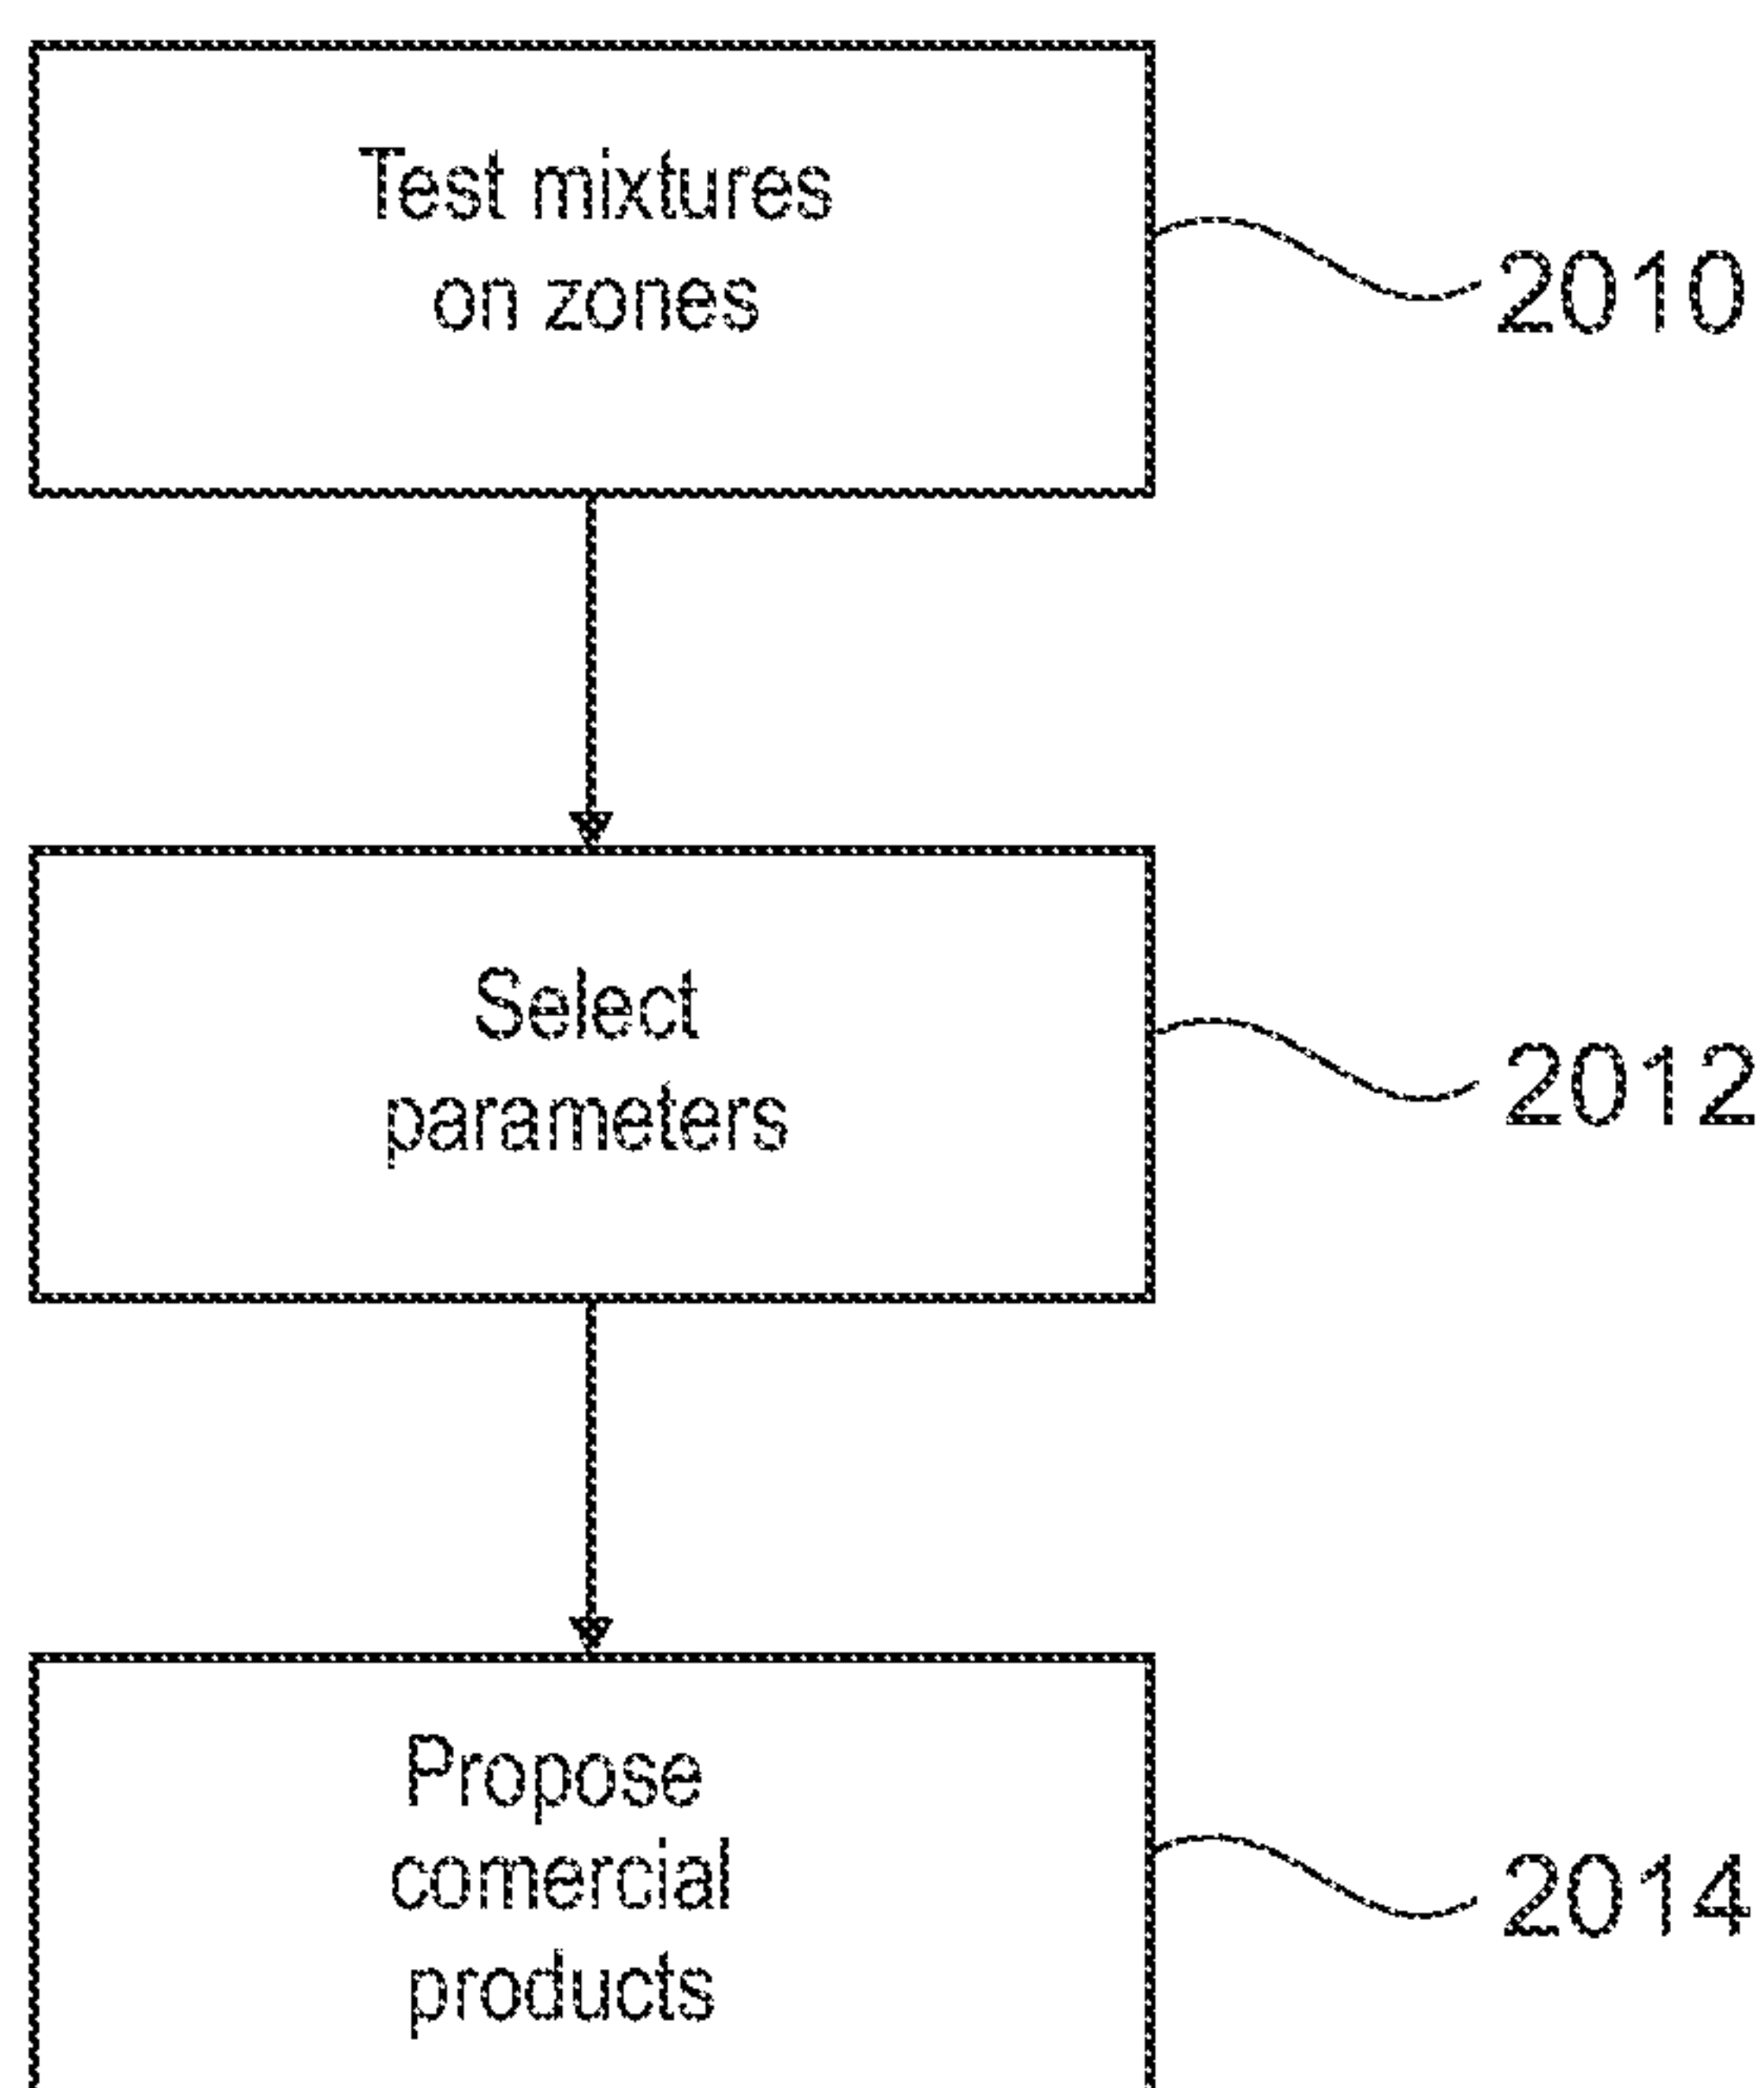 Test mixtures
on zones
2010
Select
parameters
2012
Propose
comercial
products
2014